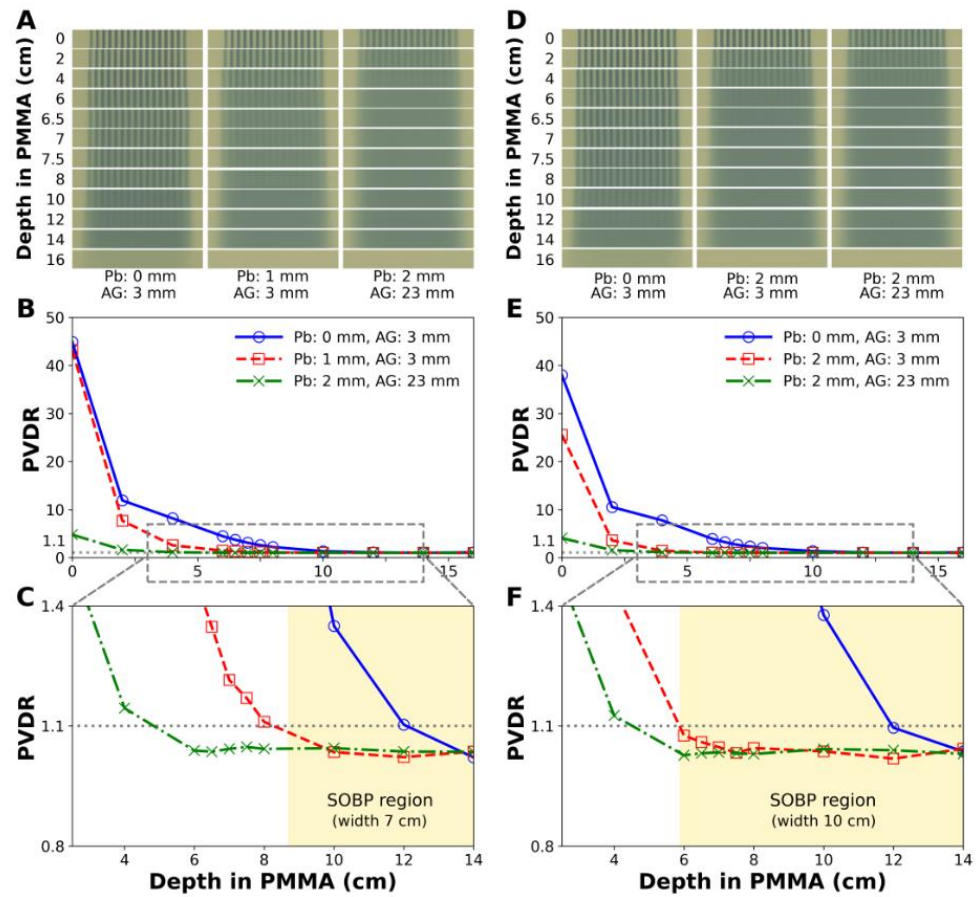 A
Depth in PMMA (cm)
0
2
4
6
6.5
7
7.5
8
10
12
14
16
Pb: 0 mm
AG: 3 mm
Pb: 1 mm
AG: 3 mm
Pb: 2 mm
AG: 23 mm
D
Depth in PMMA (cm)
0
2
4
6
6.5
7
7.5
8
10
12
14
16
Pb: 0 mm
AG: 3 mm
Pb: 2 mm
AG: 3 mm
Pb: 2 mm
AG: 23 mm
B
PVDR
50
40
30
20
10
1.1
0
Pb: 0 mm, AG: 3 mm
Pb: 1 mm, AG: 3 mm
Pb: 2 mm, AG: 23 mm
0 5 10 15
E
PVDR
50
40
30
20
10
1.1
0
Pb: 0 mm, AG: 3 mm
Pb: 2 mm, AG: 3 mm
Pb: 2 mm, AG: 23 mm
0 5 10 15
C
PVDR
1.4
1.1
0.8
SOBP region
(width 7 cm)
4 6 8 10 12 14
Depth in PMMA (cm)
F
PVDR
1.4
1.1
0.8
SOBP region
(width 10 cm)
4 6 8 10 12 14
Depth in PMMA (cm)